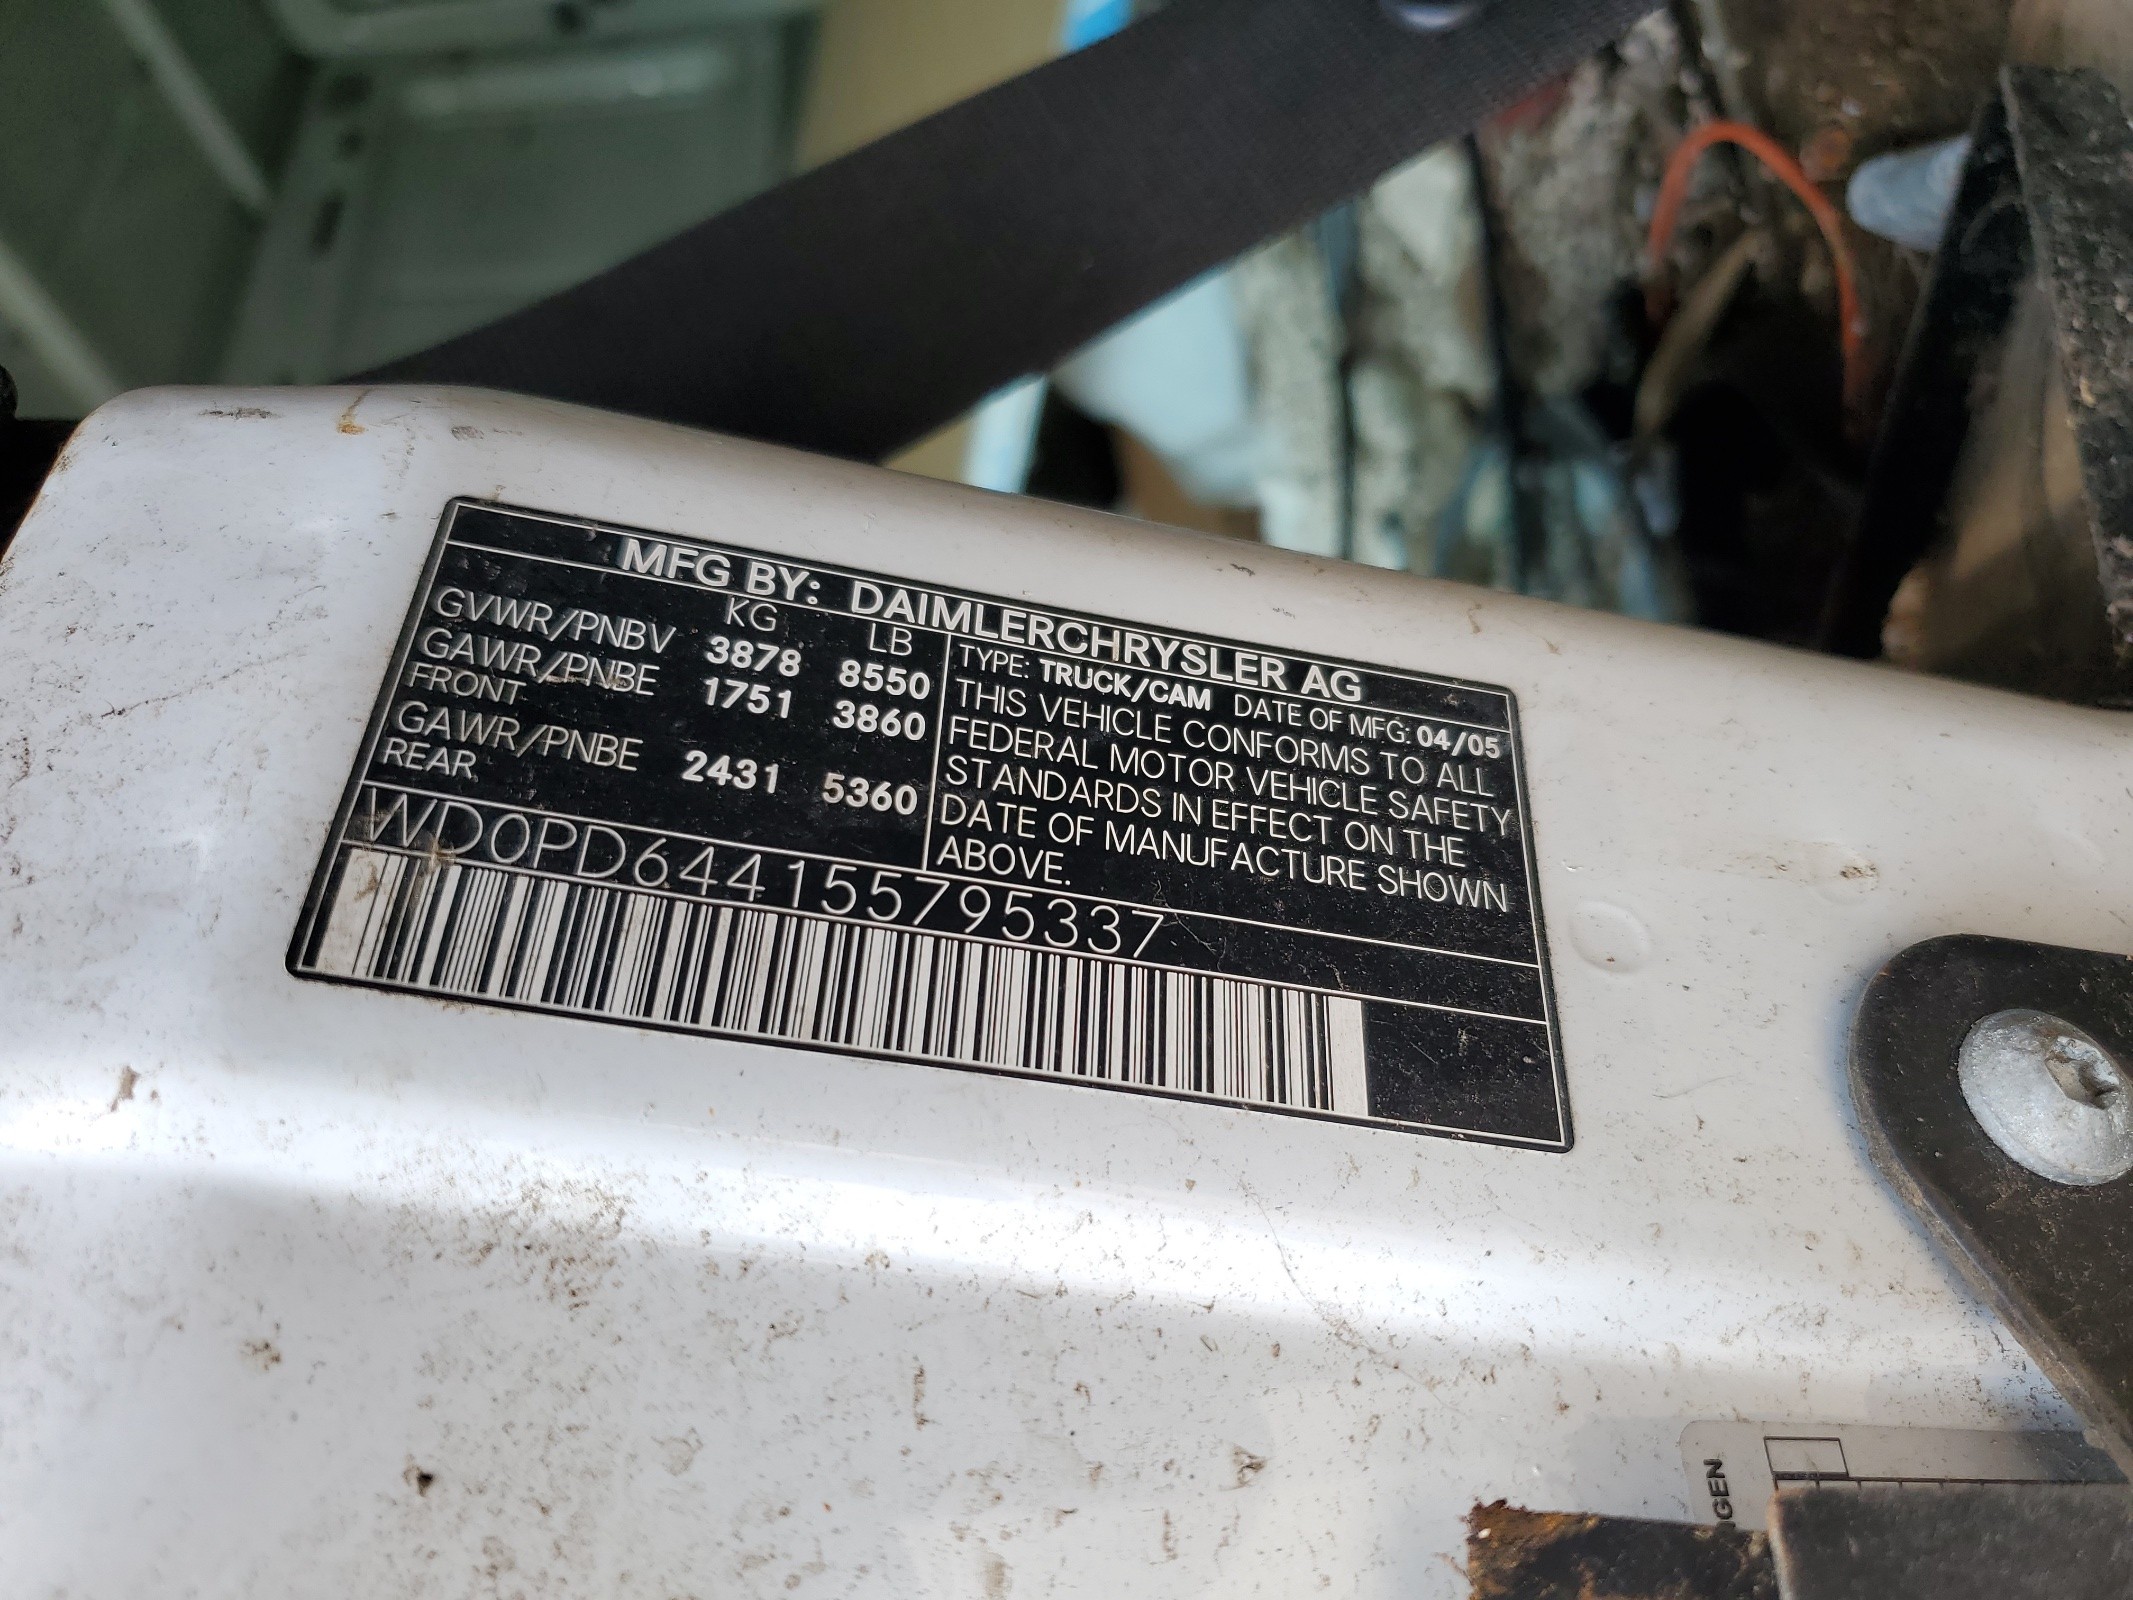 MFG BY: DAIMLERCHRYSLER AG
KG LB
GVWR/PNBV 3878 8550
GAWR/PNBE 1751 3860
FRONT
GAWR/PNBE 2431 5360
REAR
TYPE: TRUCK/CAM DATE OF MFG: 04/05
THIS VEHICLE CONFORMS TO ALL
FEDERAL MOTOR VEHICLE SAFETY
STANDARDS IN EFFECT ON THE
DATE OF MANUFACTURE SHOWN
ABOVE.
WD0PD644155795337